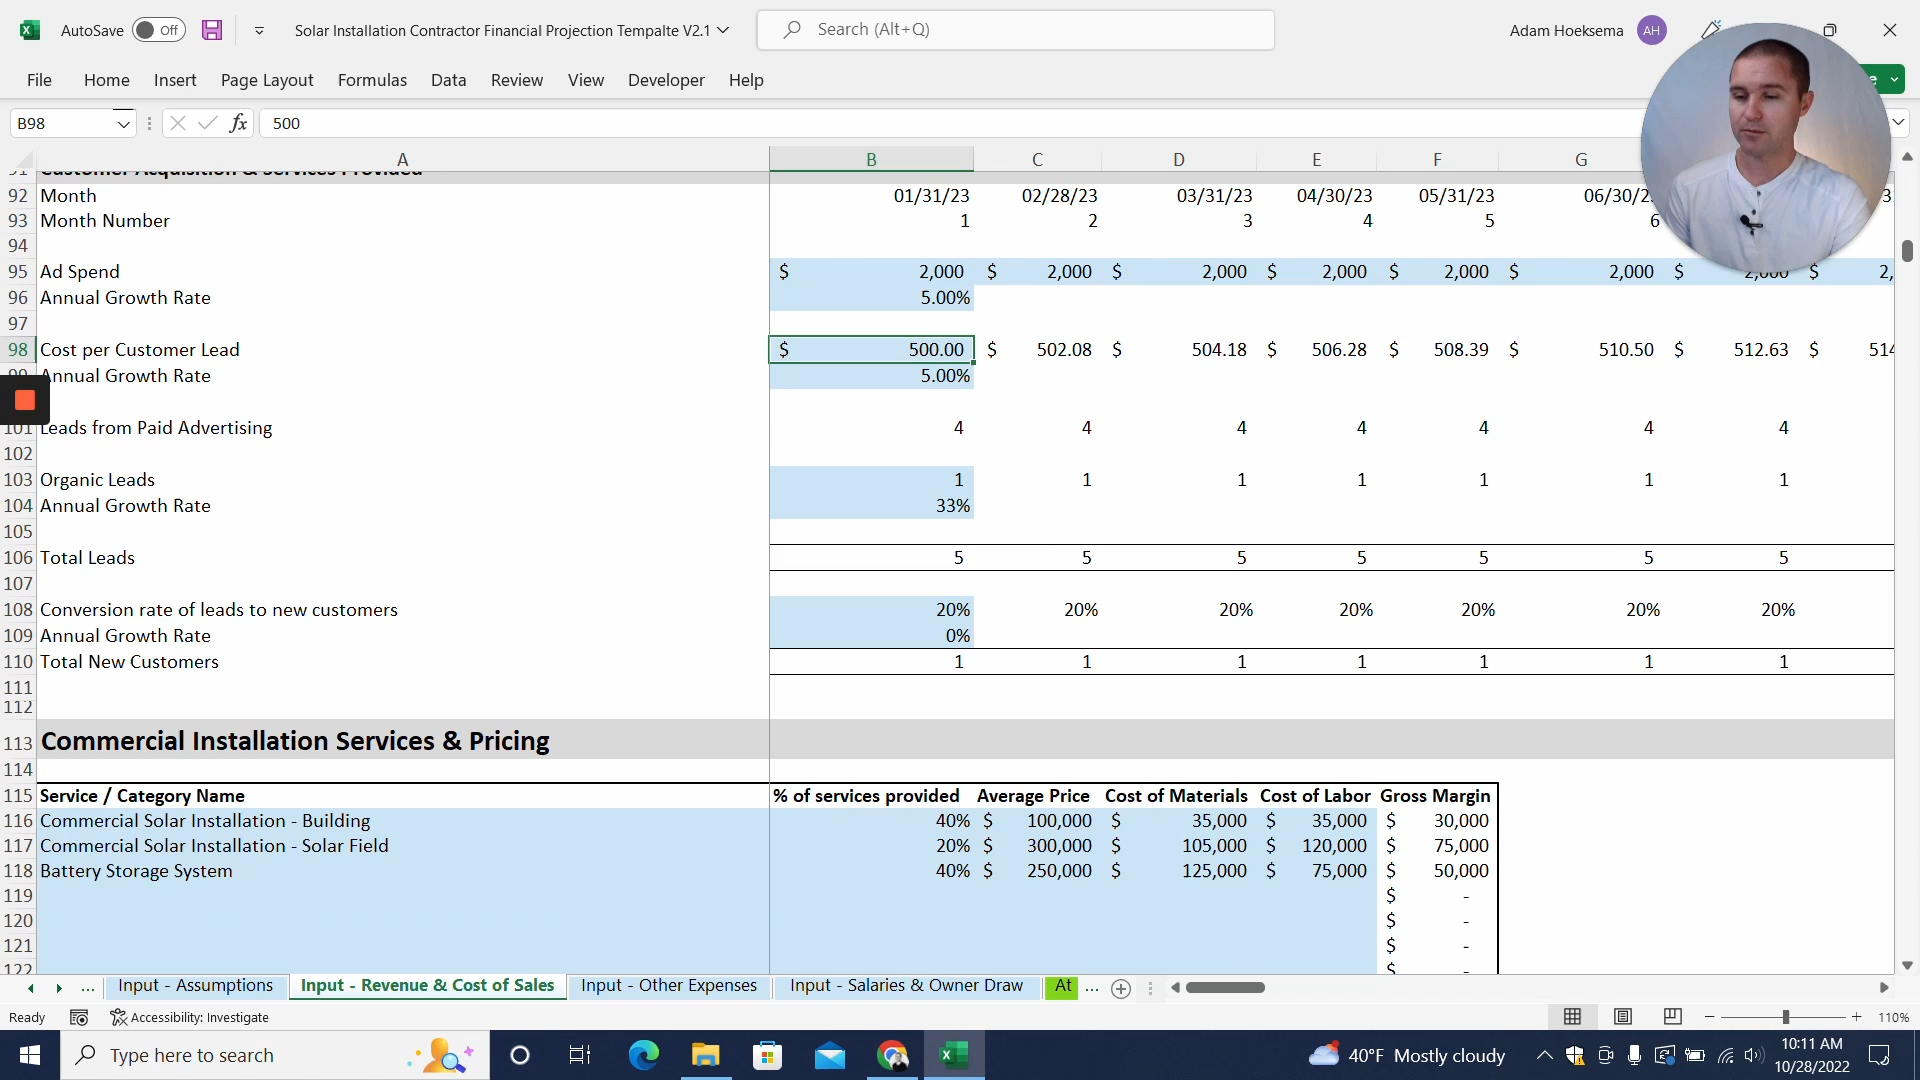 AutoSave Off Solar Installation Contractor Financial Projection Tempalte V2.1 Search (Alt+Q) Adam Hoeksema AH
File Home Insert Page Layout Formulas Data Review View Developer Help
B98 fx 500
A B C D E F G
Customer Acquisition & Services Provided
92 Month 01/31/23 02/28/23 03/31/23 04/30/23 05/31/23
93 Month Number 1 2 3 4 5 6
94
95 Ad Spend $ 2,000 $ 2,000 $ 2,000 $ 2,000 $ 2,000 $ 2,000 $ 2,000 $
96 Annual Growth Rate 5.00%
97
98 Cost per Customer Lead $ 500.00 $ 502.08 $ 504.18 $ 506.28 $ 508.39 $ 510.50 $ 512.63 $
Annual Growth Rate 5.00%
101 Leads from Paid Advertising 4 4 4 4 4 4 4
102
103 Organic Leads 1 1 1 1 1 1 1
104 Annual Growth Rate 33%
105
106 Total Leads 5 5 5 5 5 5 5
107
108 Conversion rate of leads to new customers 20% 20% 20% 20% 20% 20% 20%
109 Annual Growth Rate 0%
110 Total New Customers 1 1 1 1 1 1 1
111
112
113 Commercial Installation Services & Pricing
114
115 Service / Category Name % of services provided Average Price Cost of Materials Cost of Labor Gross Margin
116 Commercial Solar Installation - Building 40% $ 100,000 $ 35,000 $ 35,000 $ 30,000
117 Commercial Solar Installation - Solar Field 20% $ 300,000 $ 105,000 $ 120,000 $ 75,000
118 Battery Storage System 40% $ 250,000 $ 125,000 $ 75,000 $ 50,000
119 $ -
120 $ -
121 $ -
122
... Input - Assumptions Input - Revenue & Cost of Sales Input - Other Expenses Input - Salaries & Owner Draw At ...
Ready Accessibility: Investigate 110%
Type here to search 40°F Mostly cloudy 10:11 AM
10/28/2022